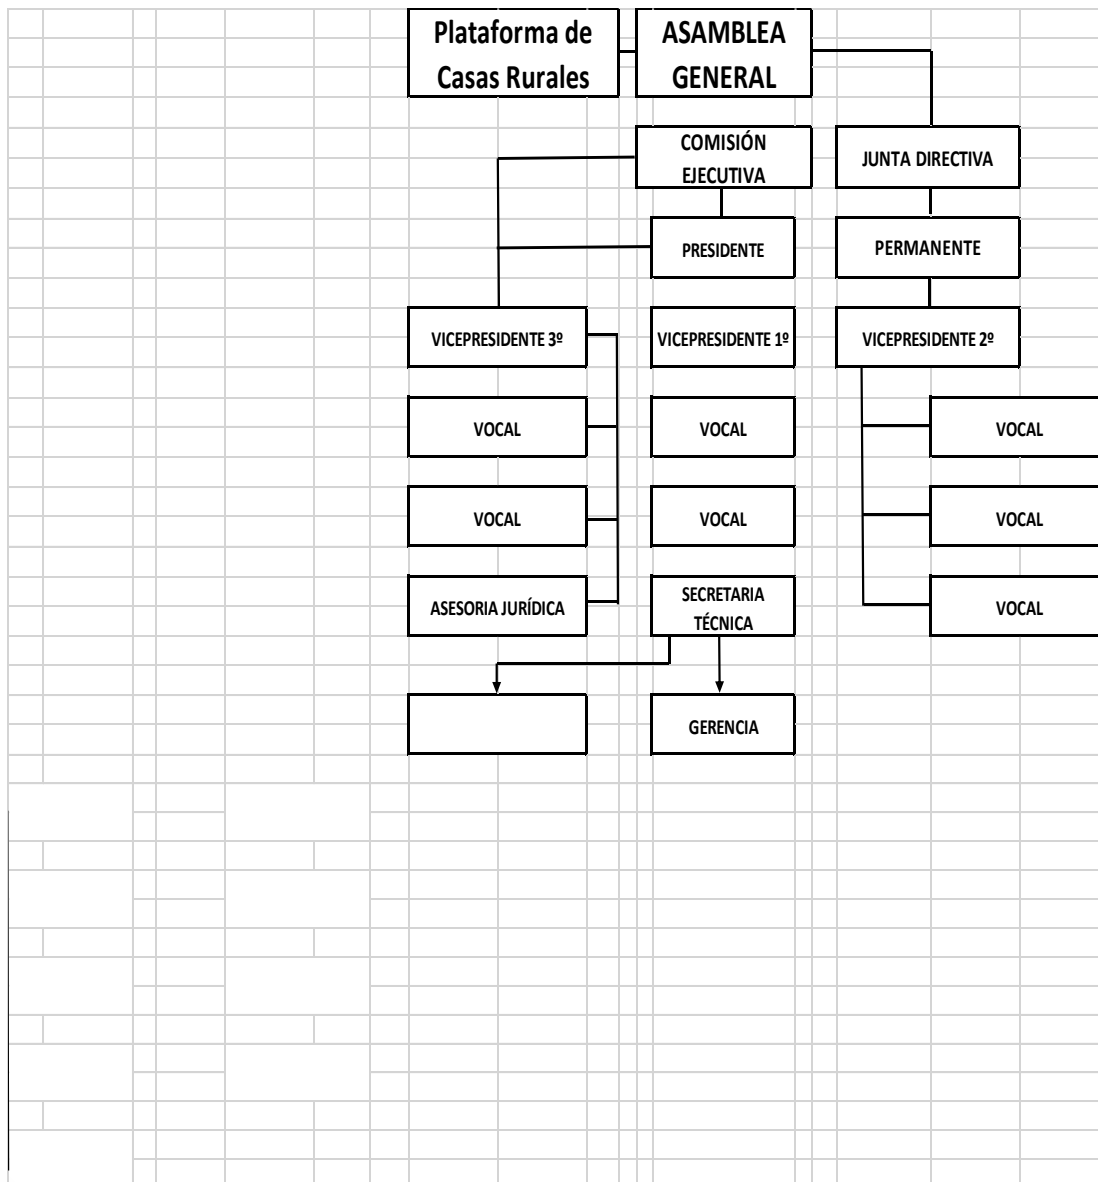 Plataforma de
Casas Rurales
ASAMBLEA
GENERAL
COMISIÓN
EJECUTIVA
JUNTA DIRECTIVA
PRESIDENTE
PERMANENTE
VICEPRESIDENTE 3º
VICEPRESIDENTE 1º
VICEPRESIDENTE 2º
VOCAL
VOCAL
VOCAL
VOCAL
VOCAL
VOCAL
ASESORIA JURÍDICA
SECRETARIA
TÉCNICA
VOCAL
GERENCIA